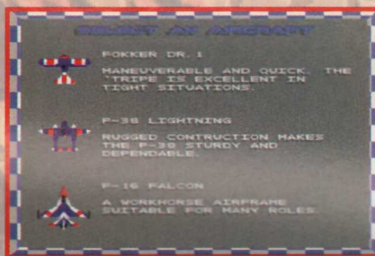 SELECT AN AIRCRAFT
FOKKER DR. 1
MANEUVERABLE AND QUICK. THE
'TRIPE IS EXCELLENT IN
TIGHT SITUATIONS.
P-38 LIGHTNING
RUGGED CONTRUCTION MAKES
THE P-38 STURDY AND
DEPENDABLE.
F-16 FALCON
A WORKHORSE AIRFRAME
SUITABLE FOR MANY ROLES.